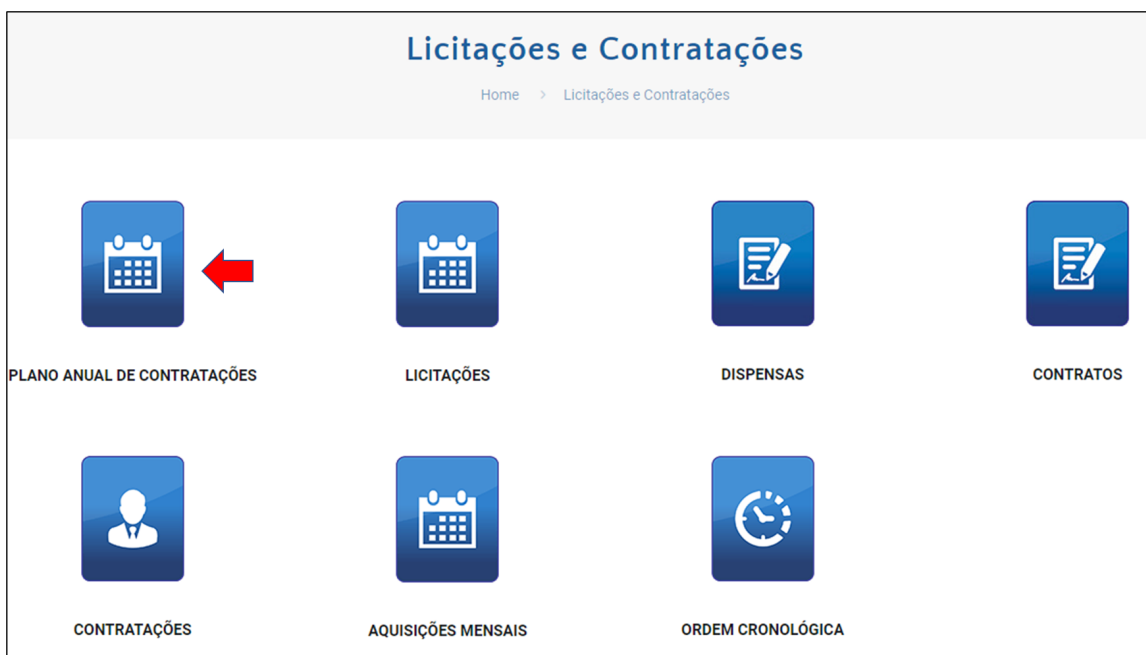 Licitações e Contratações
Home > Licitações e Contratações
PLANO ANUAL DE CONTRATAÇÕES
LICITAÇÕES
DISPENSAS
CONTRATOS
CONTRATAÇÕES
AQUISIÇÕES MENSAIS
ORDEM CRONOLÓGICA